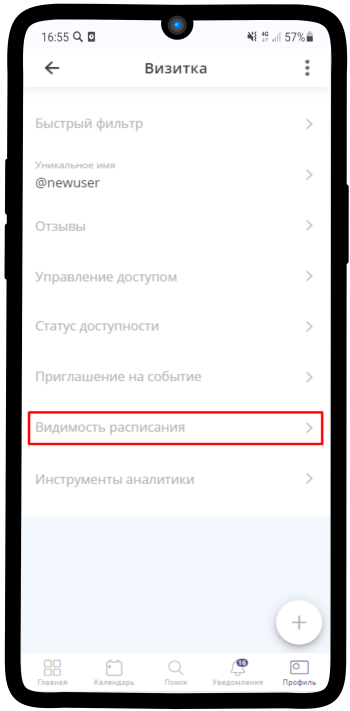 16:55 4G 57%
Визитка
Быстрый фильтр
Уникальное имя
@newuser
Отзывы
Управление доступом
Статус доступности
Приглашение на событие
Видимость расписания
Инструменты аналитики
16
Главная Календарь Поиск Уведомления Профиль